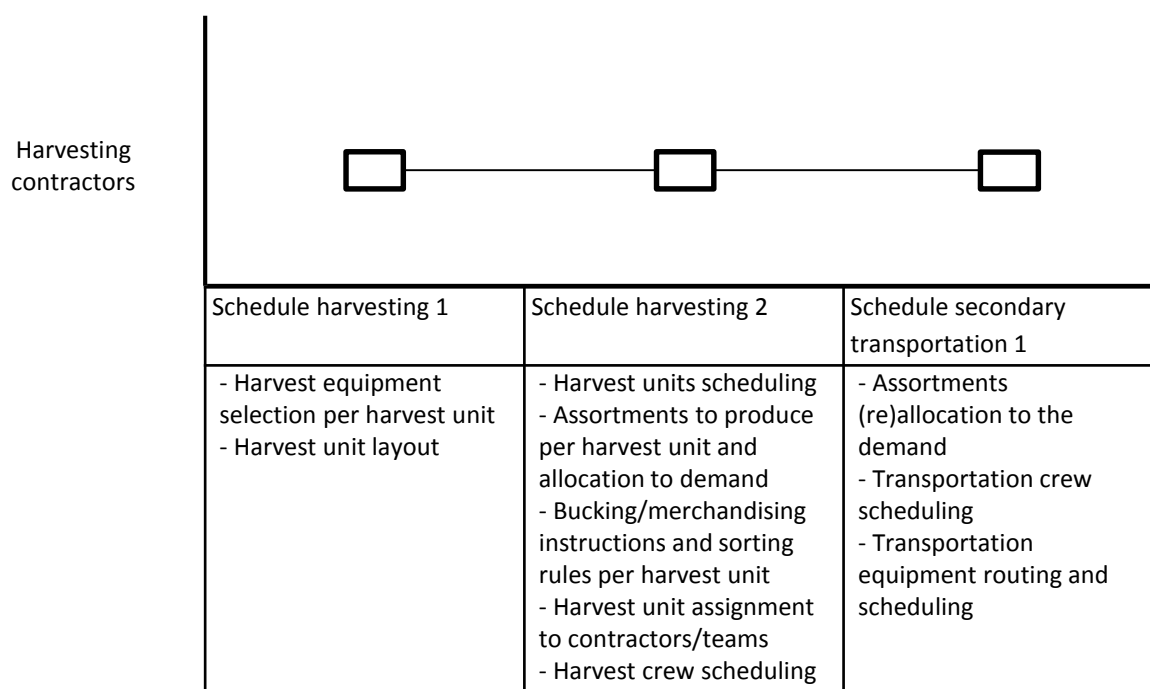 Harvesting
contractors
Schedule harvesting 1
Schedule harvesting 2
Schedule secondary
transportation 1
- Harvest equipment
selection per harvest unit
- Harvest unit layout
- Harvest units scheduling
- Assortments to produce
per harvest unit and
allocation to demand
- Bucking/merchandising
instructions and sorting
rules per harvest unit
- Harvest unit assignment
to contractors/teams
- Harvest crew scheduling
- Assortments
(re)allocation to the
demand
- Transportation crew
scheduling
- Transportation
equipment routing and
scheduling